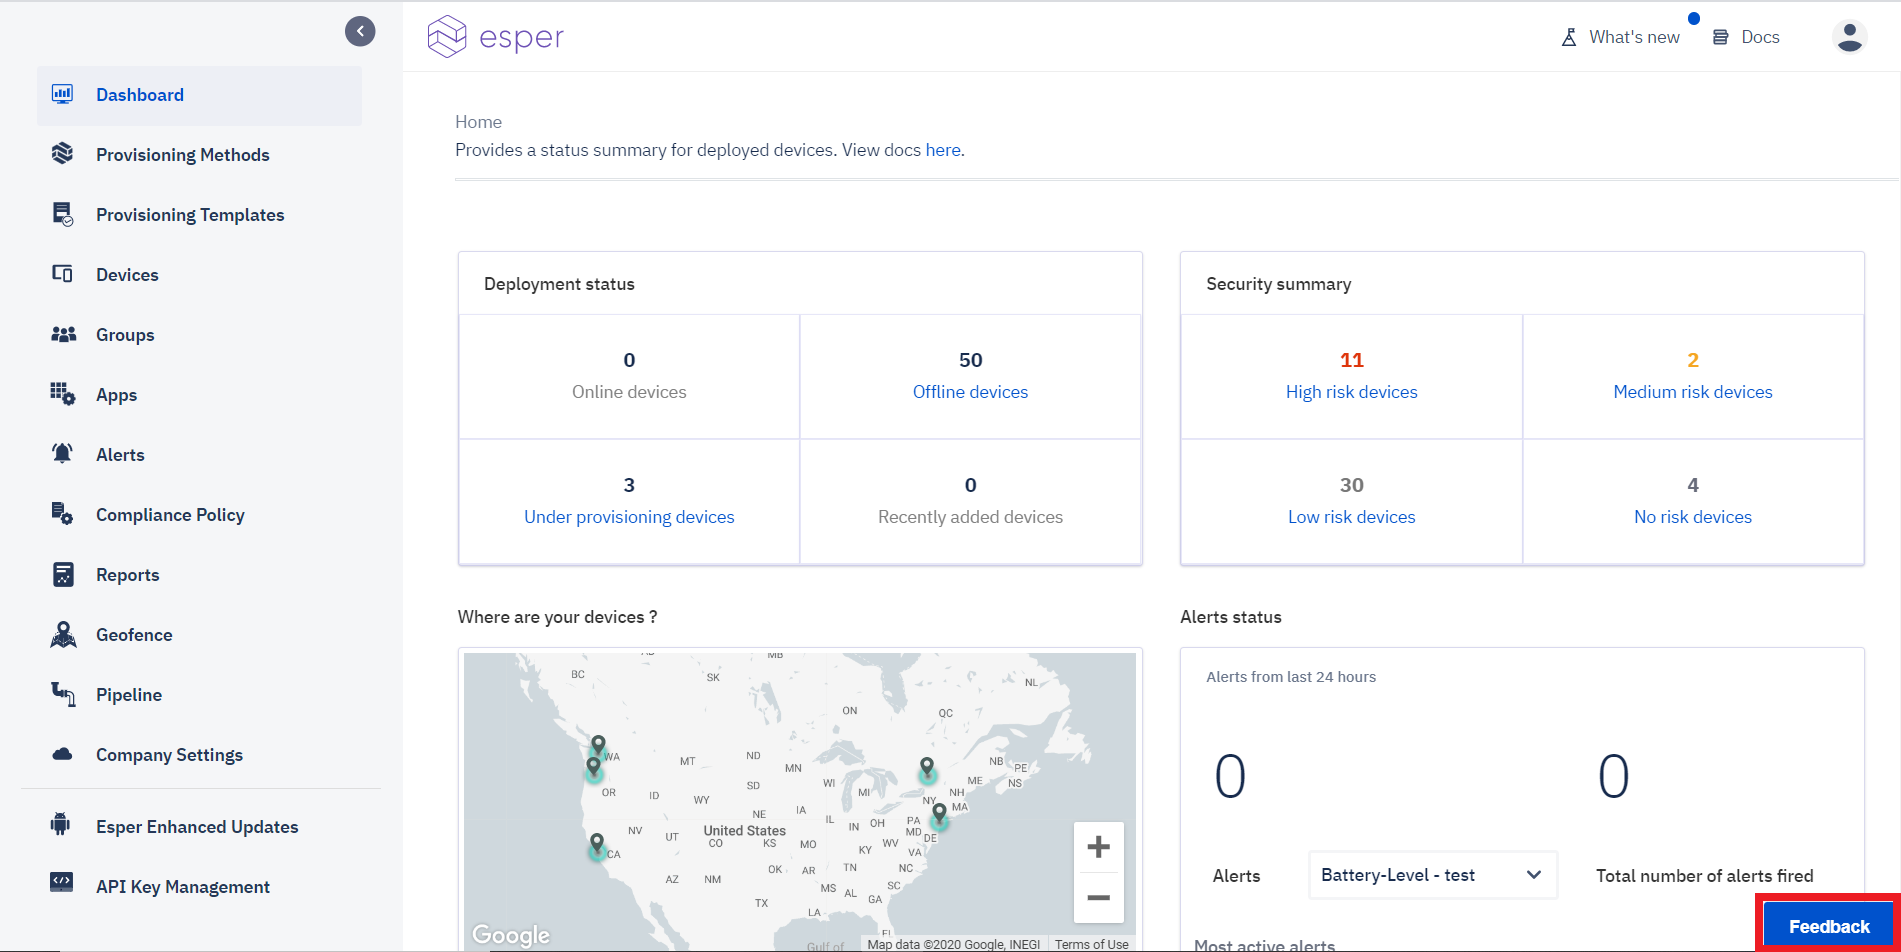 esper
What's new
Docs
Dashboard
Provisioning Methods
Provisioning Templates
Devices
Groups
Apps
Alerts
Compliance Policy
Reports
Geofence
Pipeline
Company Settings
Esper Enhanced Updates
API Key Management
Home
Provides a status summary for deployed devices. View docs here.
Deployment status
0
Online devices
50
Offline devices
3
Under provisioning devices
0
Recently added devices
Security summary
11
High risk devices
2
Medium risk devices
30
Low risk devices
4
No risk devices
Where are your devices ?
MB
BC
SK
NL
ON
QC
WA
MT
ND
MN
NB
PE
NS
ME
OR
ID
WY
SD
WI
MI
NY
NH
MA
NE
IA
IL
IN
OH
PA
MD
DE
NV
UT
United States
CO
KS
MO
KY
WV
VA
CA
OK
AR
TN
NC
AZ
NM
MS
AL
SC
GA
TX
LA
FL
Gulf of
Google
Map data ©2020 Google, INEGI
Terms of Use
Alerts status
Alerts from last 24 hours
0
0
Alerts
Battery-Level - test
Total number of alerts fired
Most active alerts
Feedback